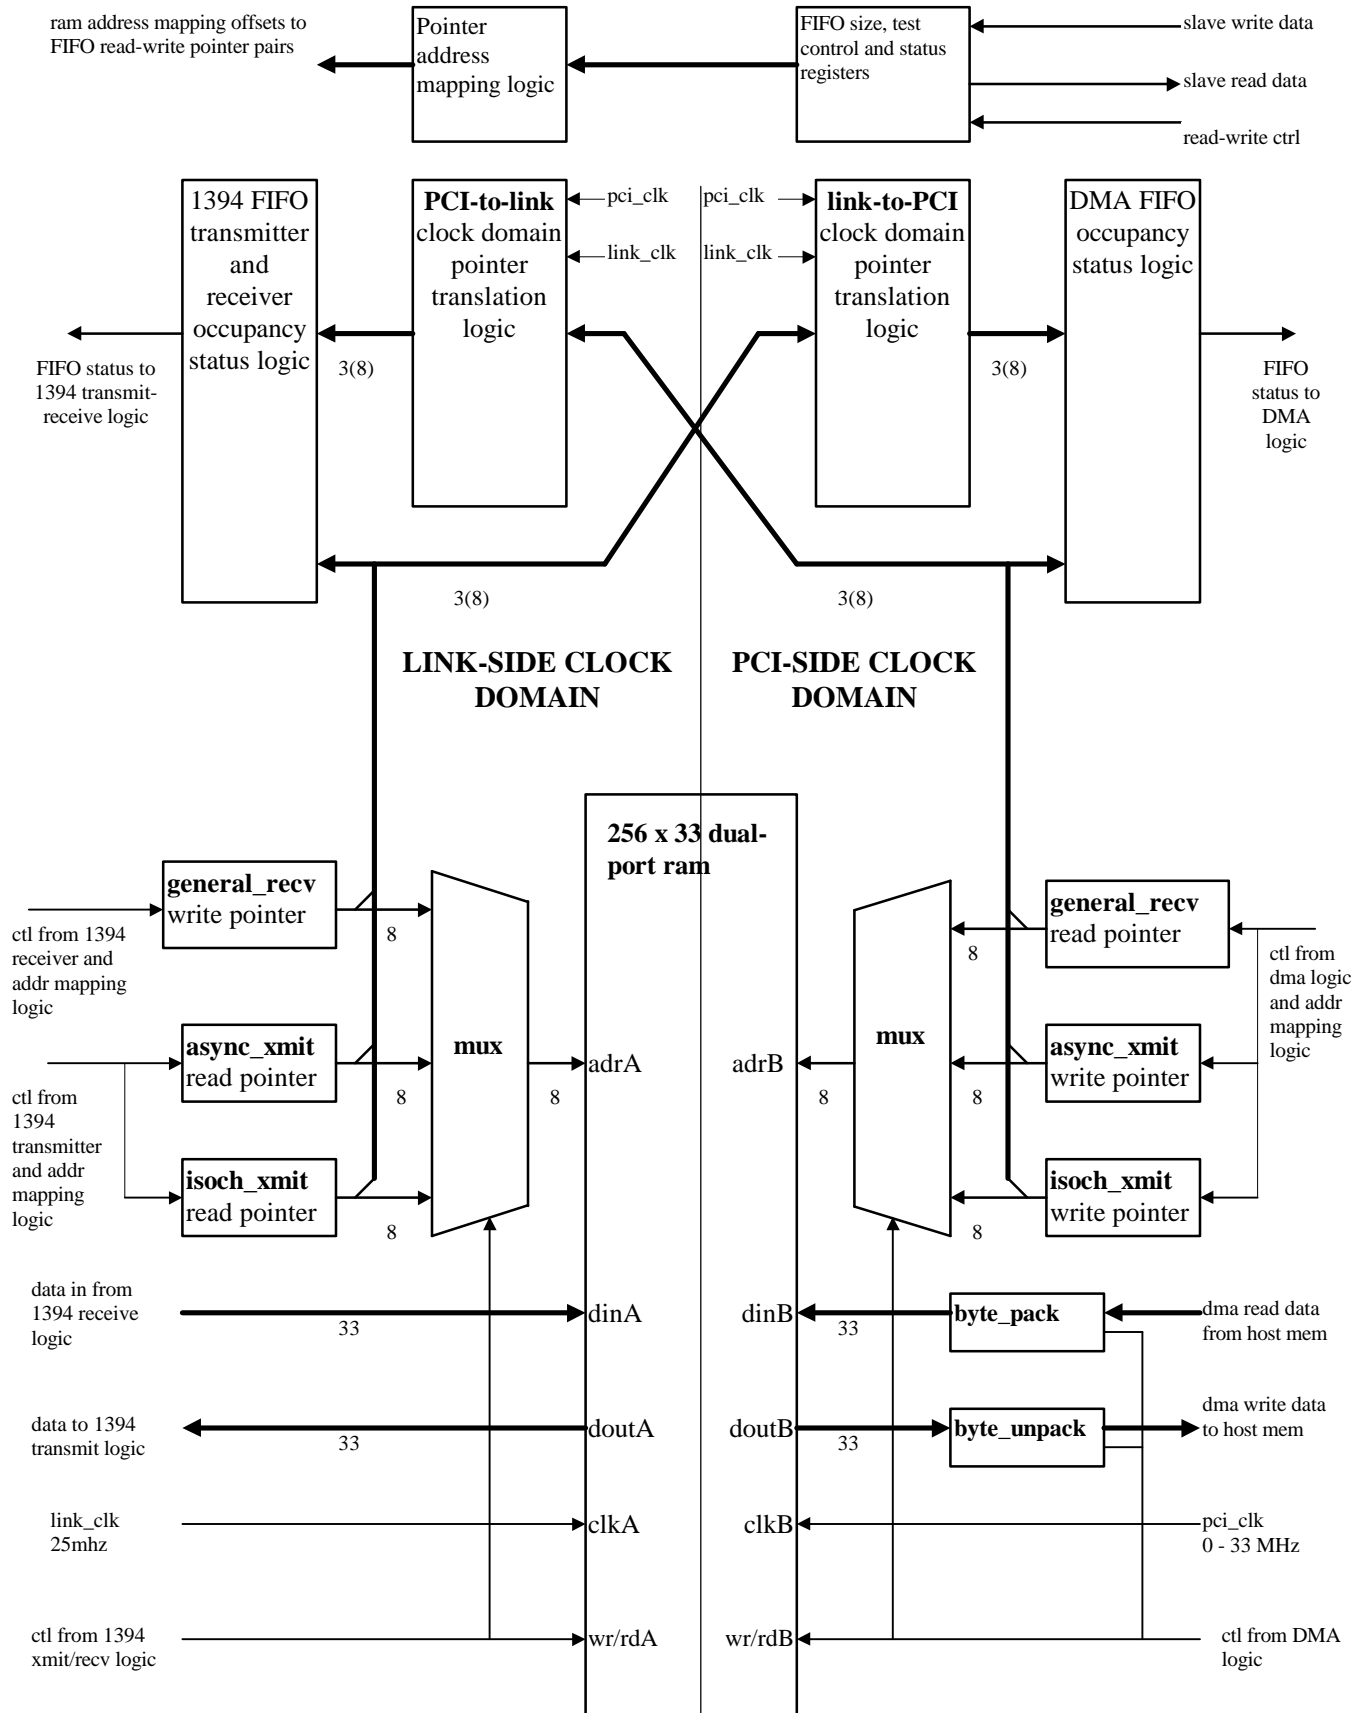 ram address mapping offsets to
FIFO read-write pointer pairs
Pointer
address
mapping logic
FIFO size, test
control and status
registers
slave write data
slave read data
read-write ctrl
1394 FIFO
transmitter
and
receiver
occupancy
status logic
PCI-to-link
clock domain
pointer
translation
logic
pci_clk
link_clk
pci_clk
link_clk
link-to-PCI
clock domain
pointer
translation
logic
DMA FIFO
occupancy
status logic
FIFO status to
1394 transmit-
receive logic
3(8)
3(8)
FIFO
status to
DMA
logic
3(8)
3(8)
LINK-SIDE CLOCK
DOMAIN
PCI-SIDE CLOCK
DOMAIN
256 x 33 dual-
port ram
general_recv
write pointer
8
ctl from 1394
receiver and
addr mapping
logic
general_recv
read pointer
8
ctl from
dma logic
and addr
mapping
logic
async_xmit
read pointer
8
mux
8
adrA
adrB
8
mux
8
async_xmit
write pointer
ctl from
1394
transmitter
and addr
mapping
logic
isoch_xmit
read pointer
8
8
isoch_xmit
write pointer
data in from
1394 receive
logic
33
dinA
dinB
33
byte_pack
dma read data
from host mem
data to 1394
transmit logic
33
doutA
doutB
33
byte_unpack
dma write data
to host mem
link_clk
25mhz
clkA
clkB
pci_clk
0 - 33 MHz
ctl from 1394
xmit/recv logic
wr/rdA
wr/rdB
ctl from DMA
logic